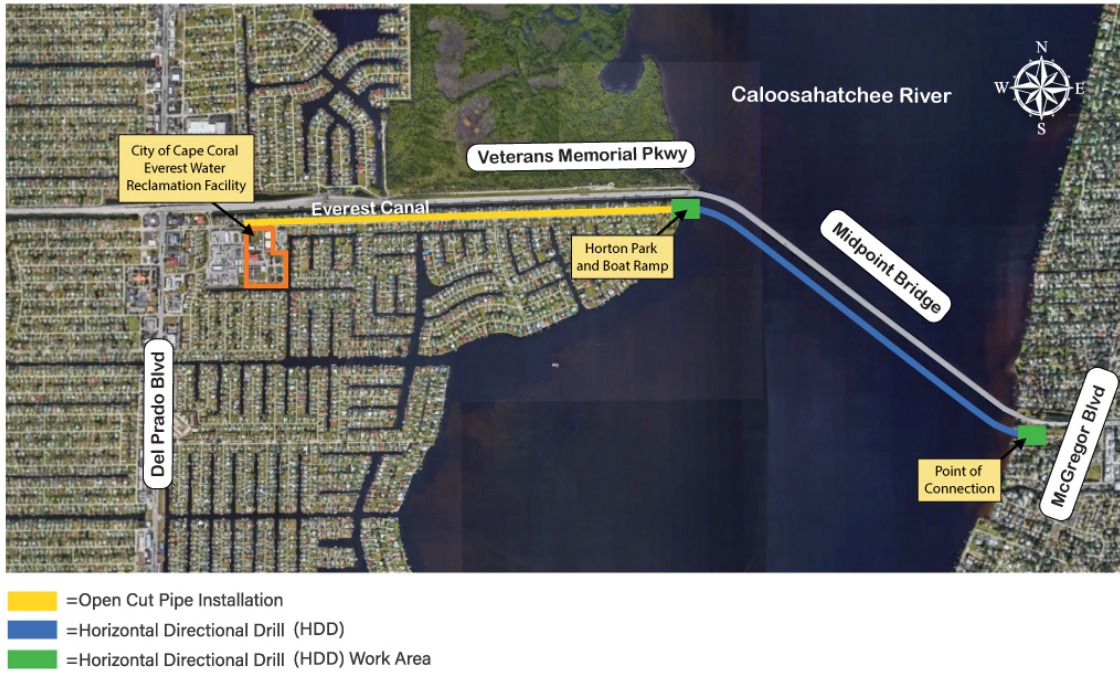 N
W
E
S
Caloosahatchee River
City of Cape Coral
Everest Water
Reclamation Facility
Veterans Memorial Pkwy
Everest Canal
Horton Park
and Boat Ramp
Midpoint Bridge
Del Prado Blvd
McGregor Blvd
Point of
Connection
=Open Cut Pipe Installation
=Horizontal Directional Drill (HDD)
=Horizontal Directional Drill (HDD) Work Area